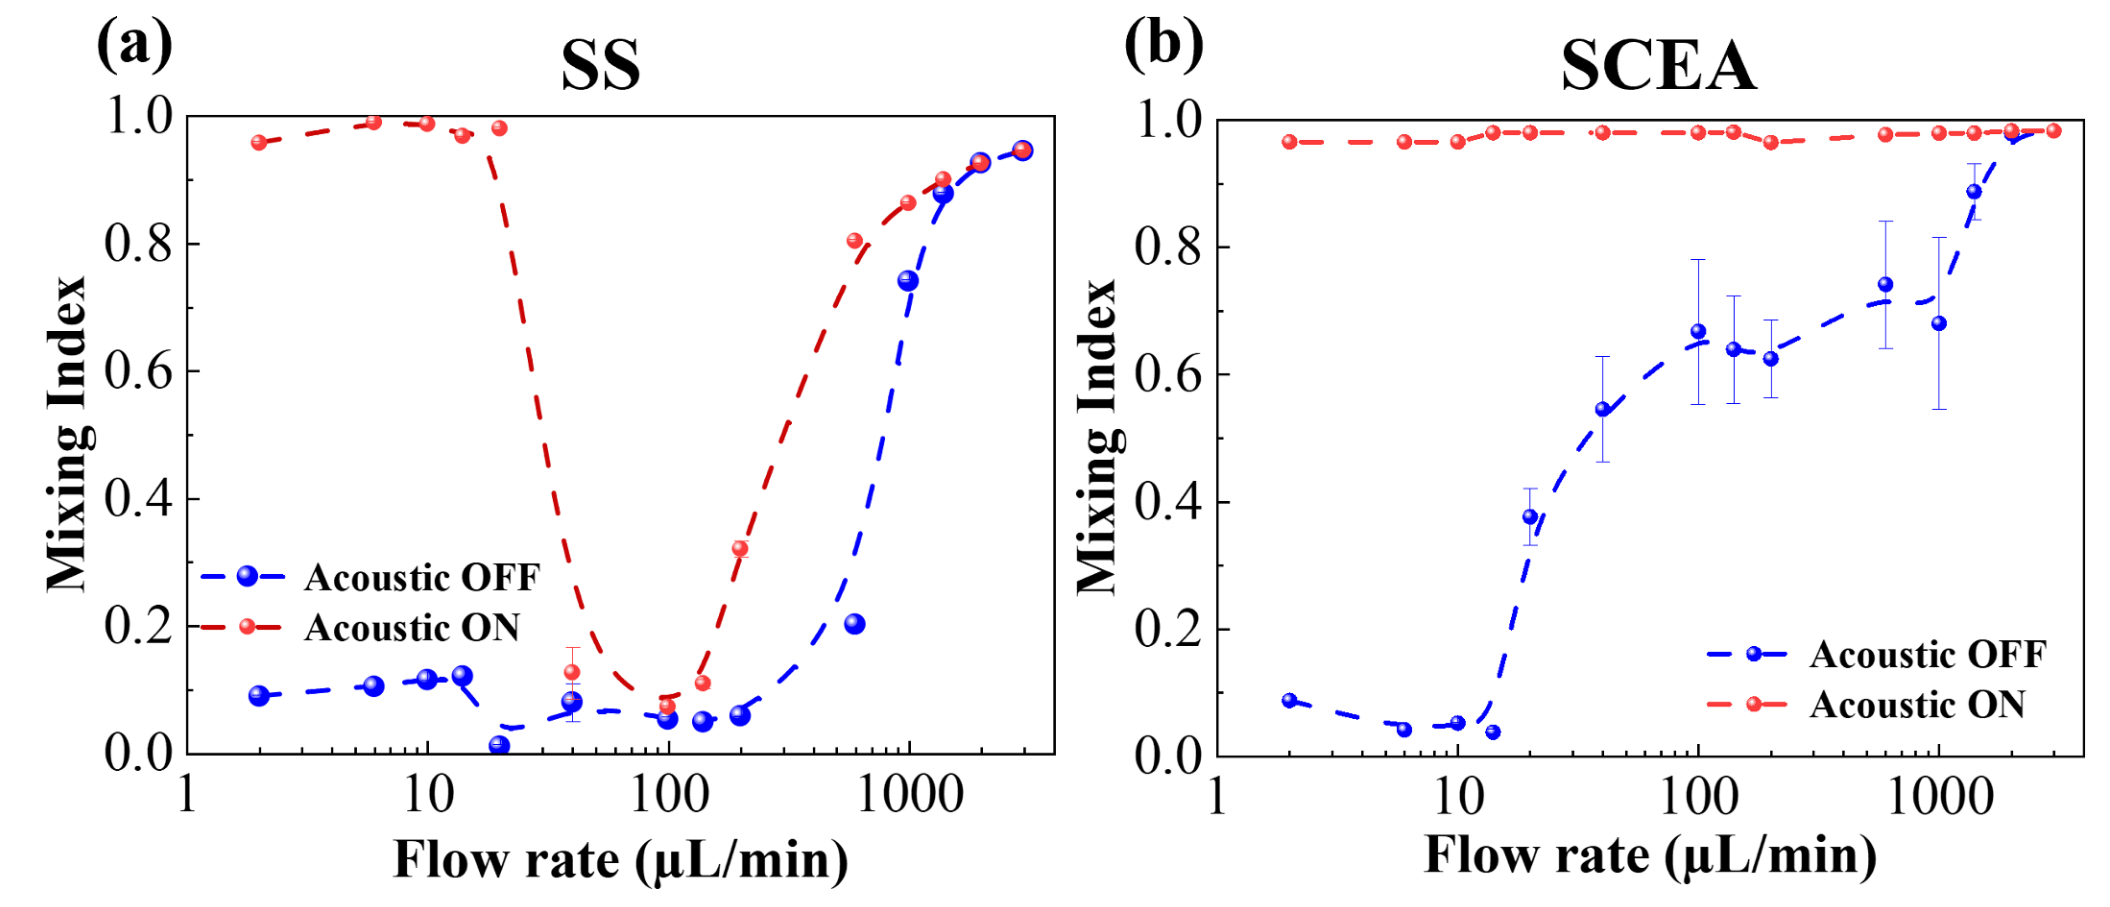 (a)
SS
1.0
0.8
0.6
0.4
0.2
0.0
Mixing Index
Acoustic OFF
Acoustic ON
1 10 100 1000
Flow rate (μL/min)
(b)
SCEA
1.0
0.8
0.6
0.4
0.2
0.0
Mixing Index
Acoustic OFF
Acoustic ON
1 10 100 1000
Flow rate (μL/min)